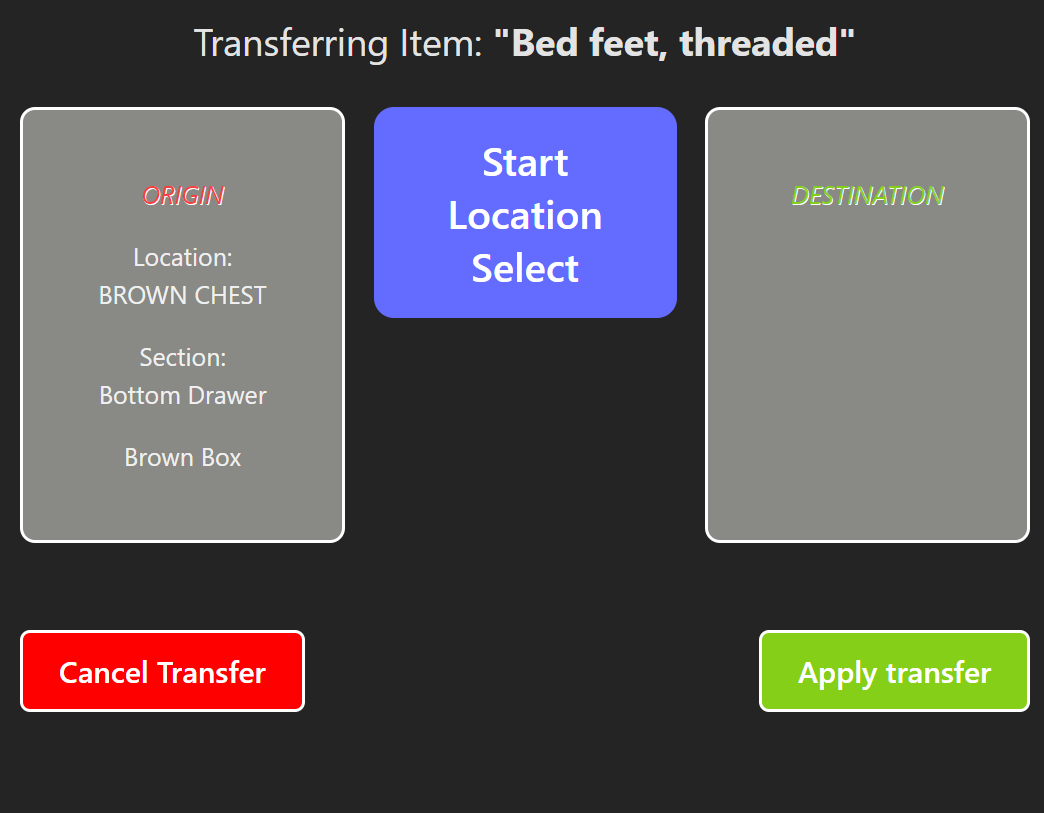 Transferring Item: "Bed feet, threaded"
ORIGIN
Location:
BROWN CHEST
Section:
Bottom Drawer
Brown Box
Start
Location
Select
DESTINATION
Cancel Transfer
Apply transfer